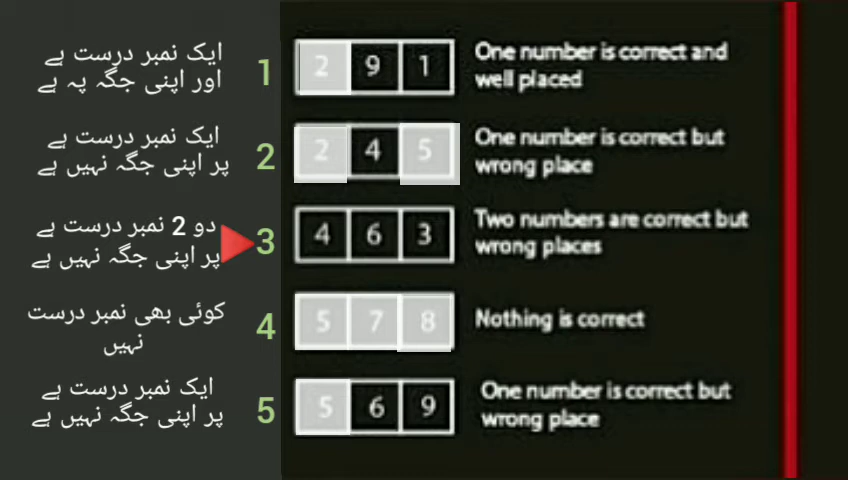 ایک نمبر درست ہے
اور اپنی جگہ پہ ہے
1
2 9 1
One number is correct and
well placed
ایک نمبر درست ہے
پر اپنی جگہ نہیں ہے
2
2 4 5
One number is correct but
wrong place
دو 2 نمبر درست ہے
پر اپنی جگہ نہیں ہے
3
4 6 3
Two numbers are correct but
wrong places
کوئی بھی نمبر درست
نہیں
4
5 7 8
Nothing is correct
ایک نمبر درست ہے
پر اپنی جگہ نہیں ہے
5
5 6 9
One number is correct but
wrong place